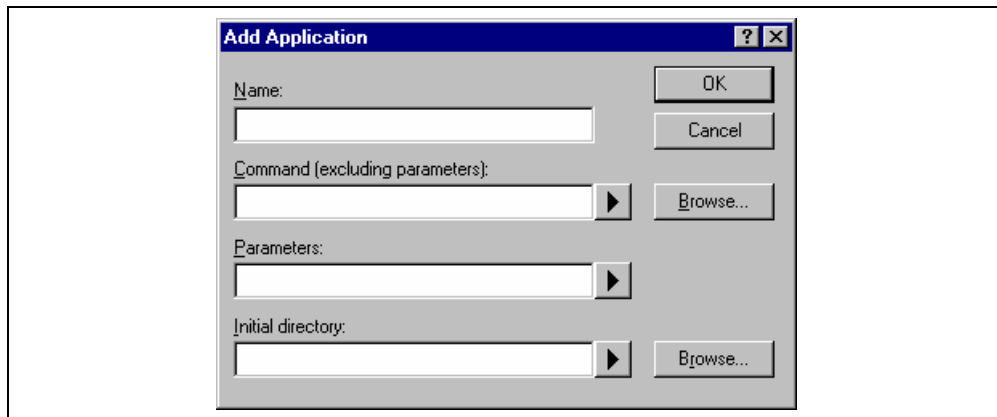 Add Application
Name:
OK
Cancel
Command (excluding parameters):
Browse...
Parameters:
Initial directory:
Browse...